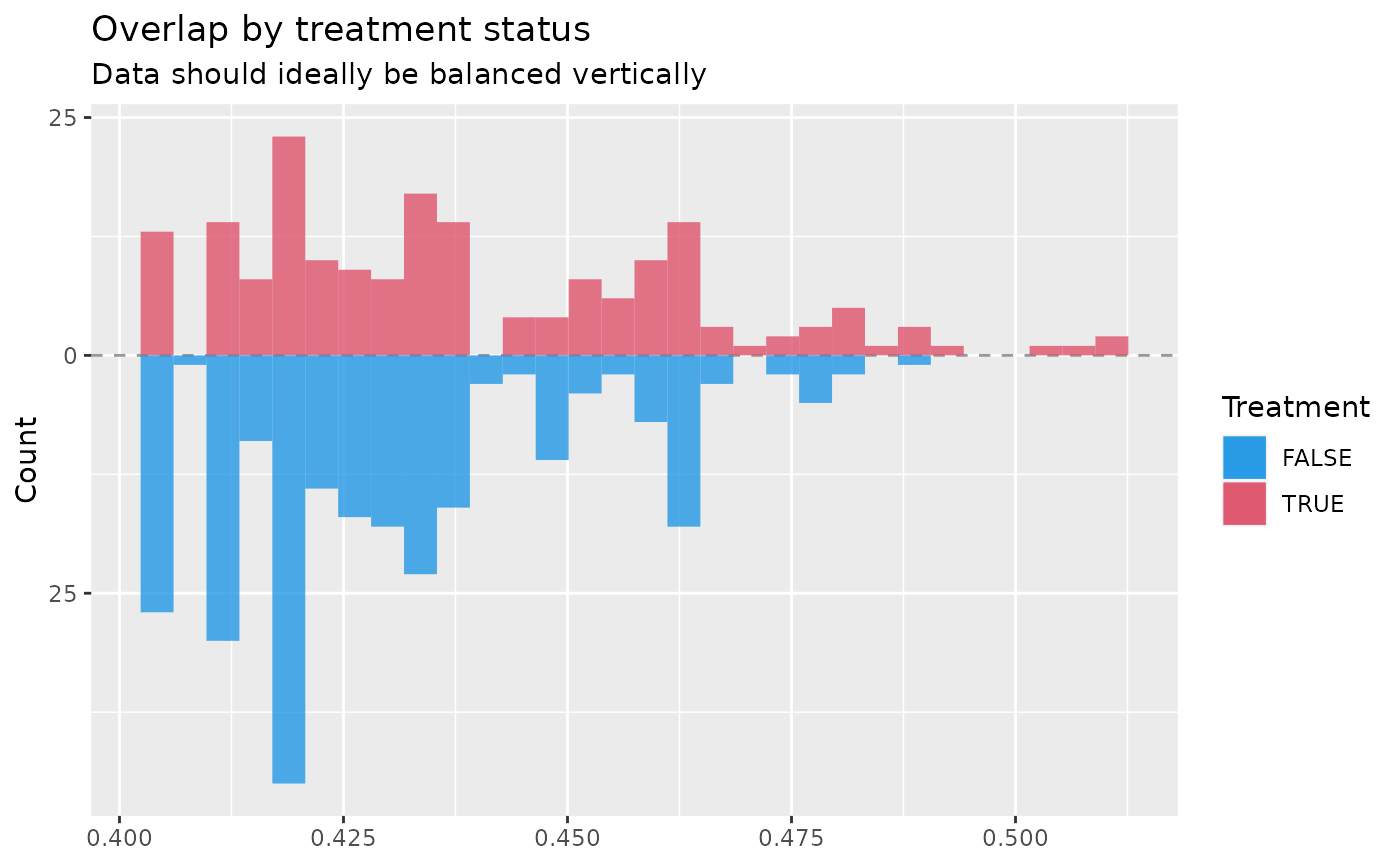 Overlap by treatment status
Data should ideally be balanced vertically
25
0
25
Count
0.400
0.425
0.450
0.475
0.500
Treatment
FALSE
TRUE